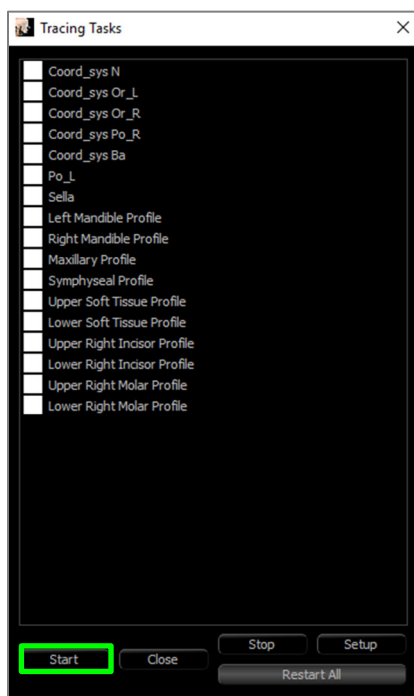 Tracing Tasks
Coord_sys N
Coord_sys Or_L
Coord_sys Or_R
Coord_sys Po_R
Coord_sys Ba
Po_L
Sella
Left Mandible Profile
Right Mandible Profile
Maxillary Profile
Symphyseal Profile
Upper Soft Tissue Profile
Lower Soft Tissue Profile
Upper Right Incisor Profile
Lower Right Incisor Profile
Upper Right Molar Profile
Lower Right Molar Profile
Stop Setup
Start Close
Restart All